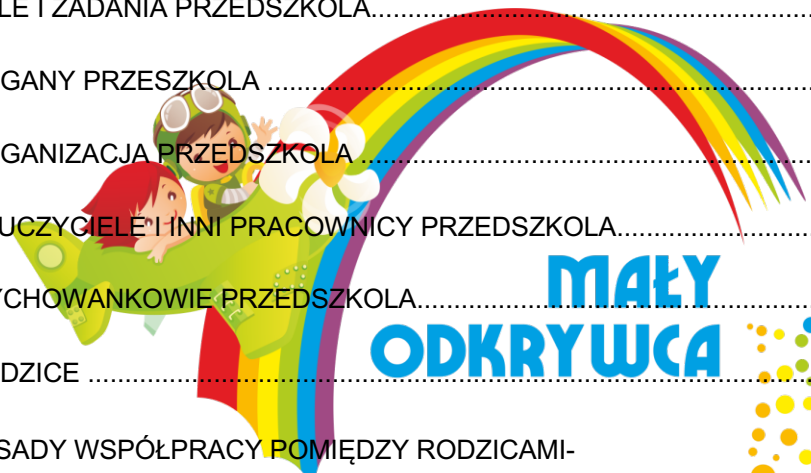 LE I ZADANIA PRZEDSZKOLA......................................................
GANY PRZESZKOLA ......................................................................
GANIZACJA PRZEDSZKOLA .........................................................
UCZYCIELE I INNI PRACOWNICY PRZEDSZKOLA........................
YCHOWANKOWIE PRZEDSZKOLA..................................................
MAŁY
ODKRYWCA
DZICE .............................................................................................
SADY WSPÓŁPRACY POMIĘDZY RODZICAMI-